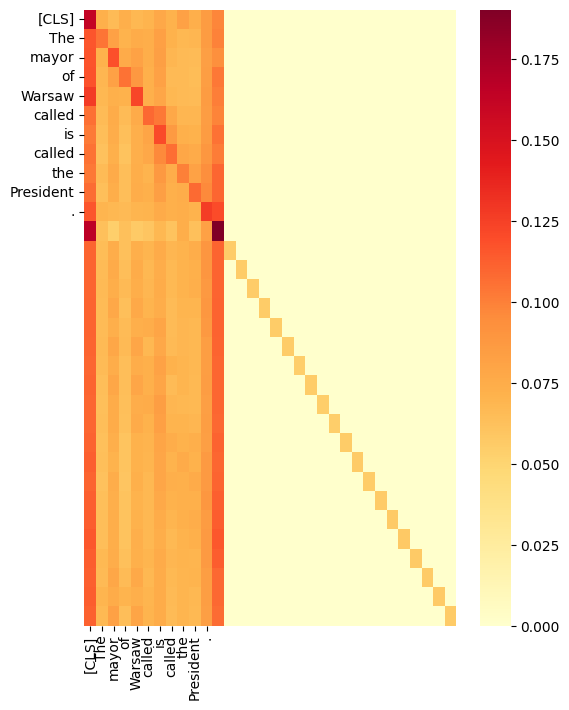 [CLS]
The
mayor
of
Warsaw
called
is
called
the
President
.
0.175
0.150
0.125
0.100
0.075
0.050
0.025
0.000
[CLS]
The
mayor
of
Warsaw
called
is
called
the
President
.